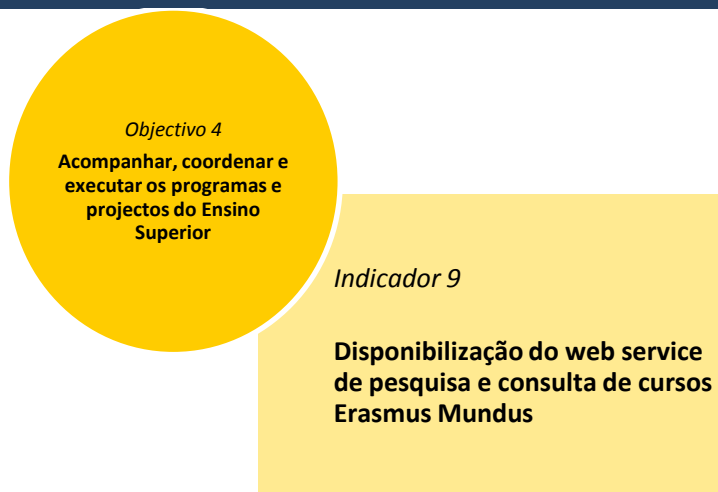 Objectivo 4
Acompanhar, coordenar e
executar os programas e
projectos do Ensino
Superior
Indicador 9
Disponibilização do web service
de pesquisa e consulta de cursos
Erasmus Mundus